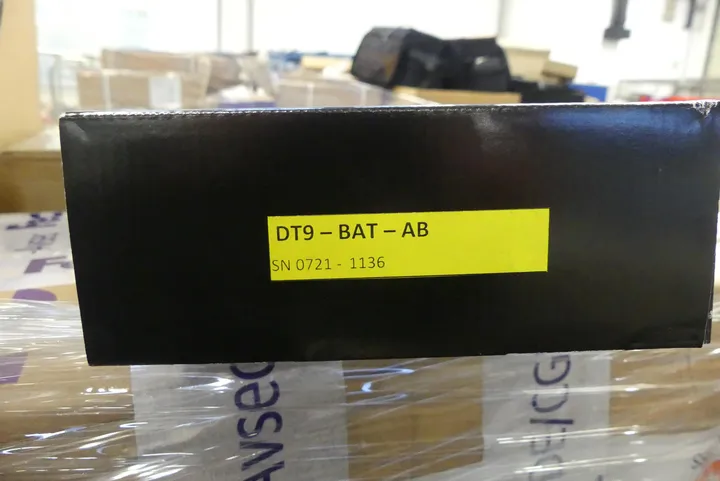 DT9 – BAT – AB
SN 0721 - 1136